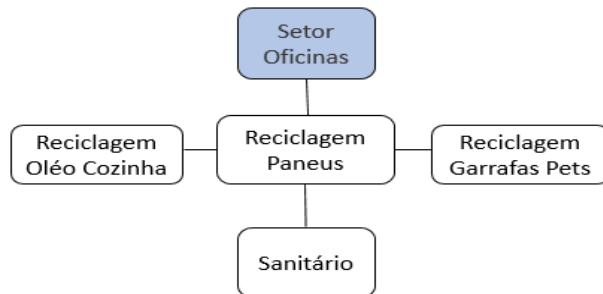 Setor
Oficinas
Reciclagem
Oléo Cozinha
Reciclagem
Paneus
Reciclagem
Garrafas Pets
Sanitário